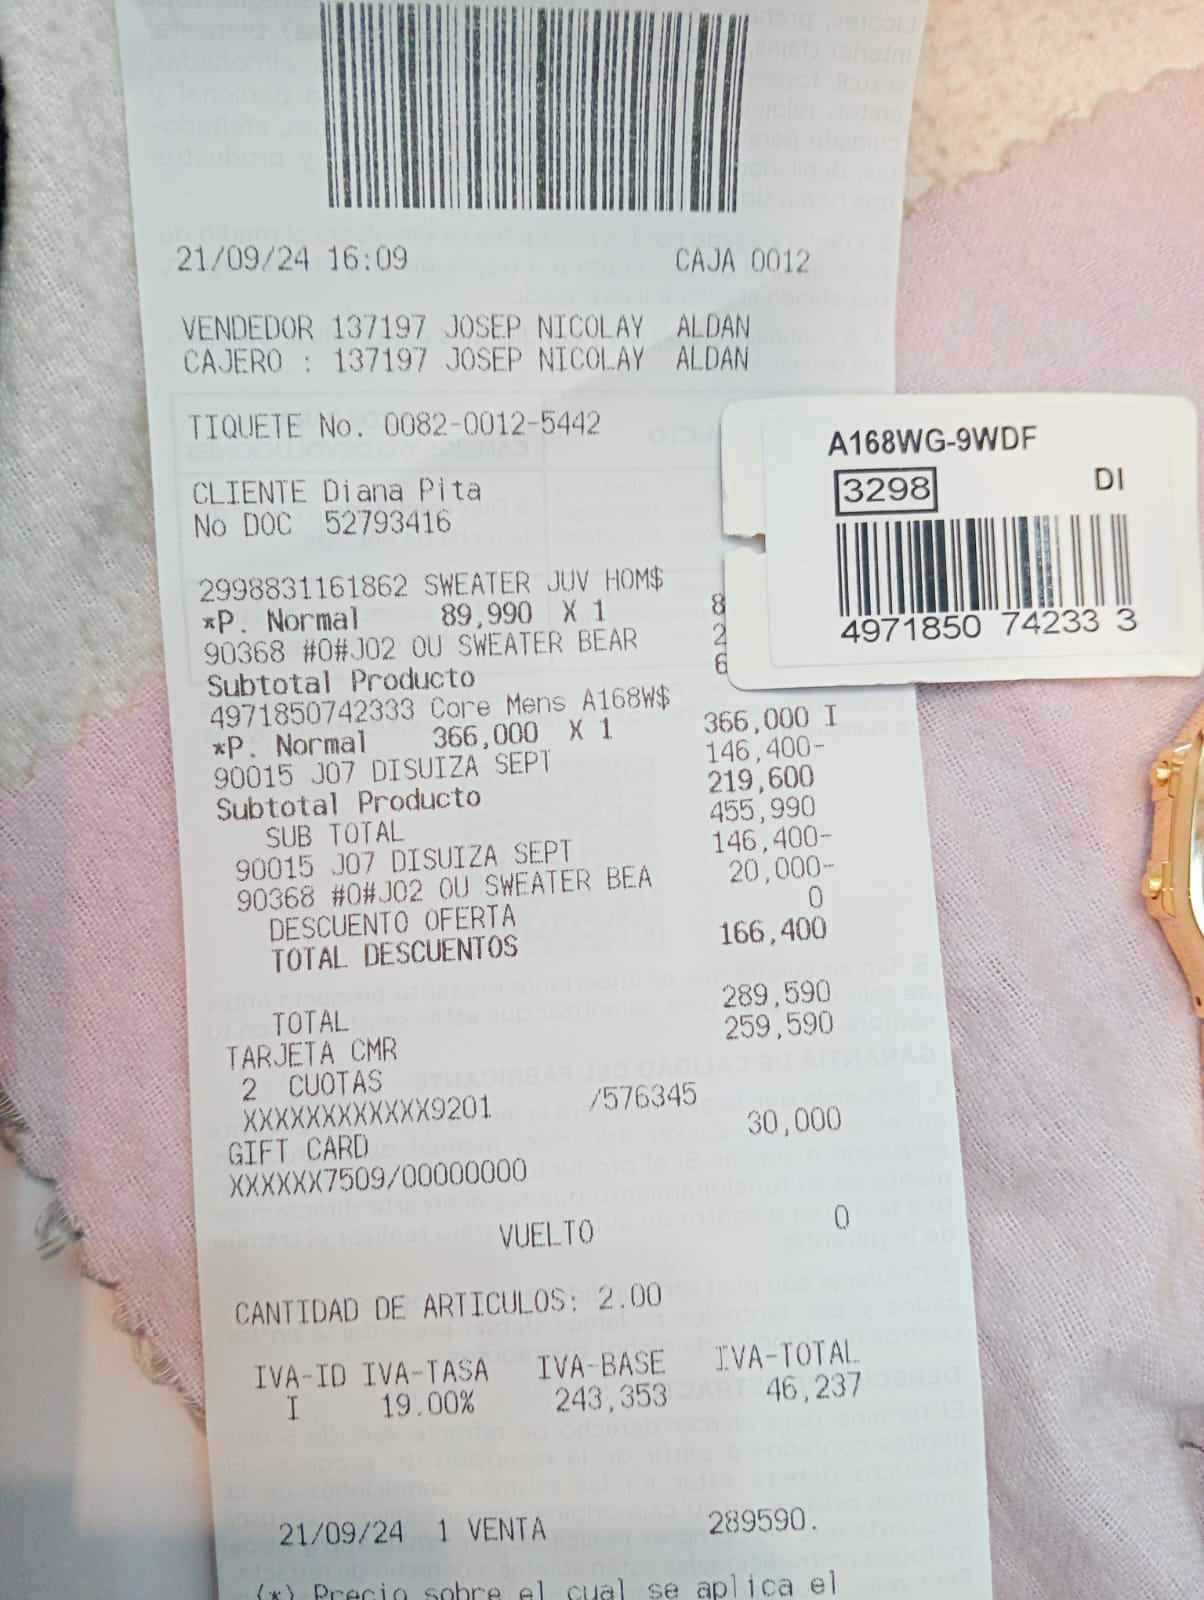 21/09/24 16:09 CAJA 0012
VENDEDOR 137197 JOSEP NICOLAY ALDAN
CAJERO : 137197 JOSEP NICOLAY ALDAN
TIQUETE No. 0082-0012-5442
CLIENTE Diana Pita
No DOC 52793416
2998831161862 SWEATER JUV HOM$
*P. Normal 89,990 X 1 8
90368 #0#J02 OU SWEATER BEAR 2
Subtotal Producto 6
4971850742333 Core Mens A168W$
*P. Normal 366,000 X 1 366,000 I
90015 J07 DISUIZA SEPT 146,400-
Subtotal Producto 219,600
SUB TOTAL 455,990
90015 J07 DISUIZA SEPT 146,400-
90368 #0#J02 OU SWEATER BEA 20,000-
DESCUENTO OFERTA 0
TOTAL DESCUENTOS 166,400
TOTAL 289,590
TARJETA CMR 259,590
2 CUOTAS
XXXXXXXXXXXX9201 /576345
GIFT CARD 30,000
XXXXXX7509/00000000
VUELTO 0
CANTIDAD DE ARTICULOS: 2.00
IVA-ID IVA-TASA IVA-BASE IVA-TOTAL
I 19.00% 243,353 46,237
21/09/24 1 VENTA 289590.
(*) Precio sobre el cual se aplica el
A168WG-9WDF
3298 DI
4971850 74233 3